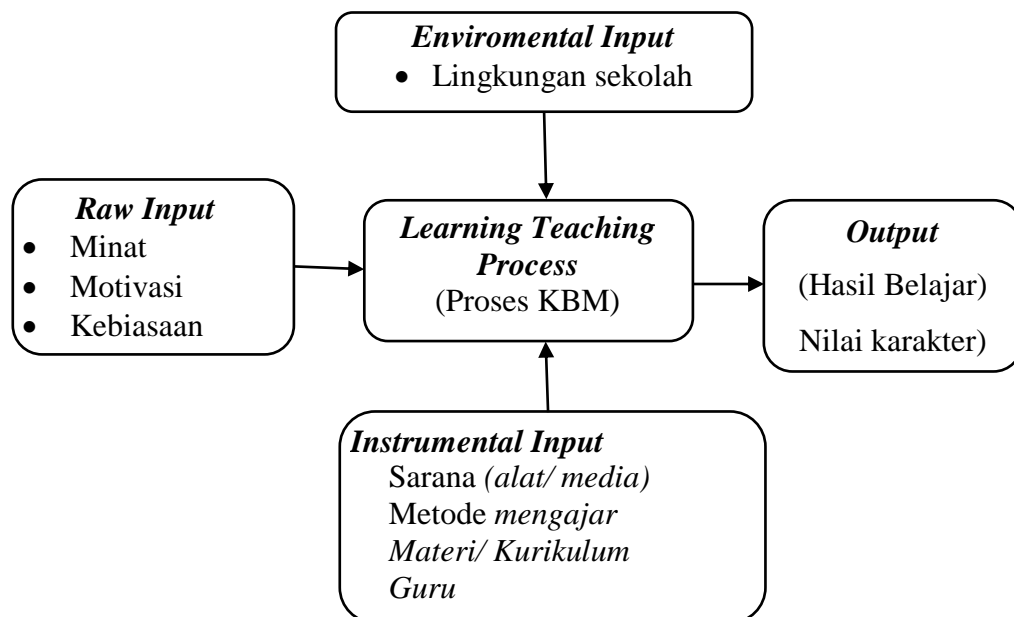 Enviromental Input
• Lingkungan sekolah
Raw Input
• Minat
• Motivasi
• Kebiasaan
Learning Teaching
Process
(Proses KBM)
Output
(Hasil Belajar)
Nilai karakter)
Instrumental Input
Sarana (alat/ media)
Metode mengajar
Materi/ Kurikulum
Guru